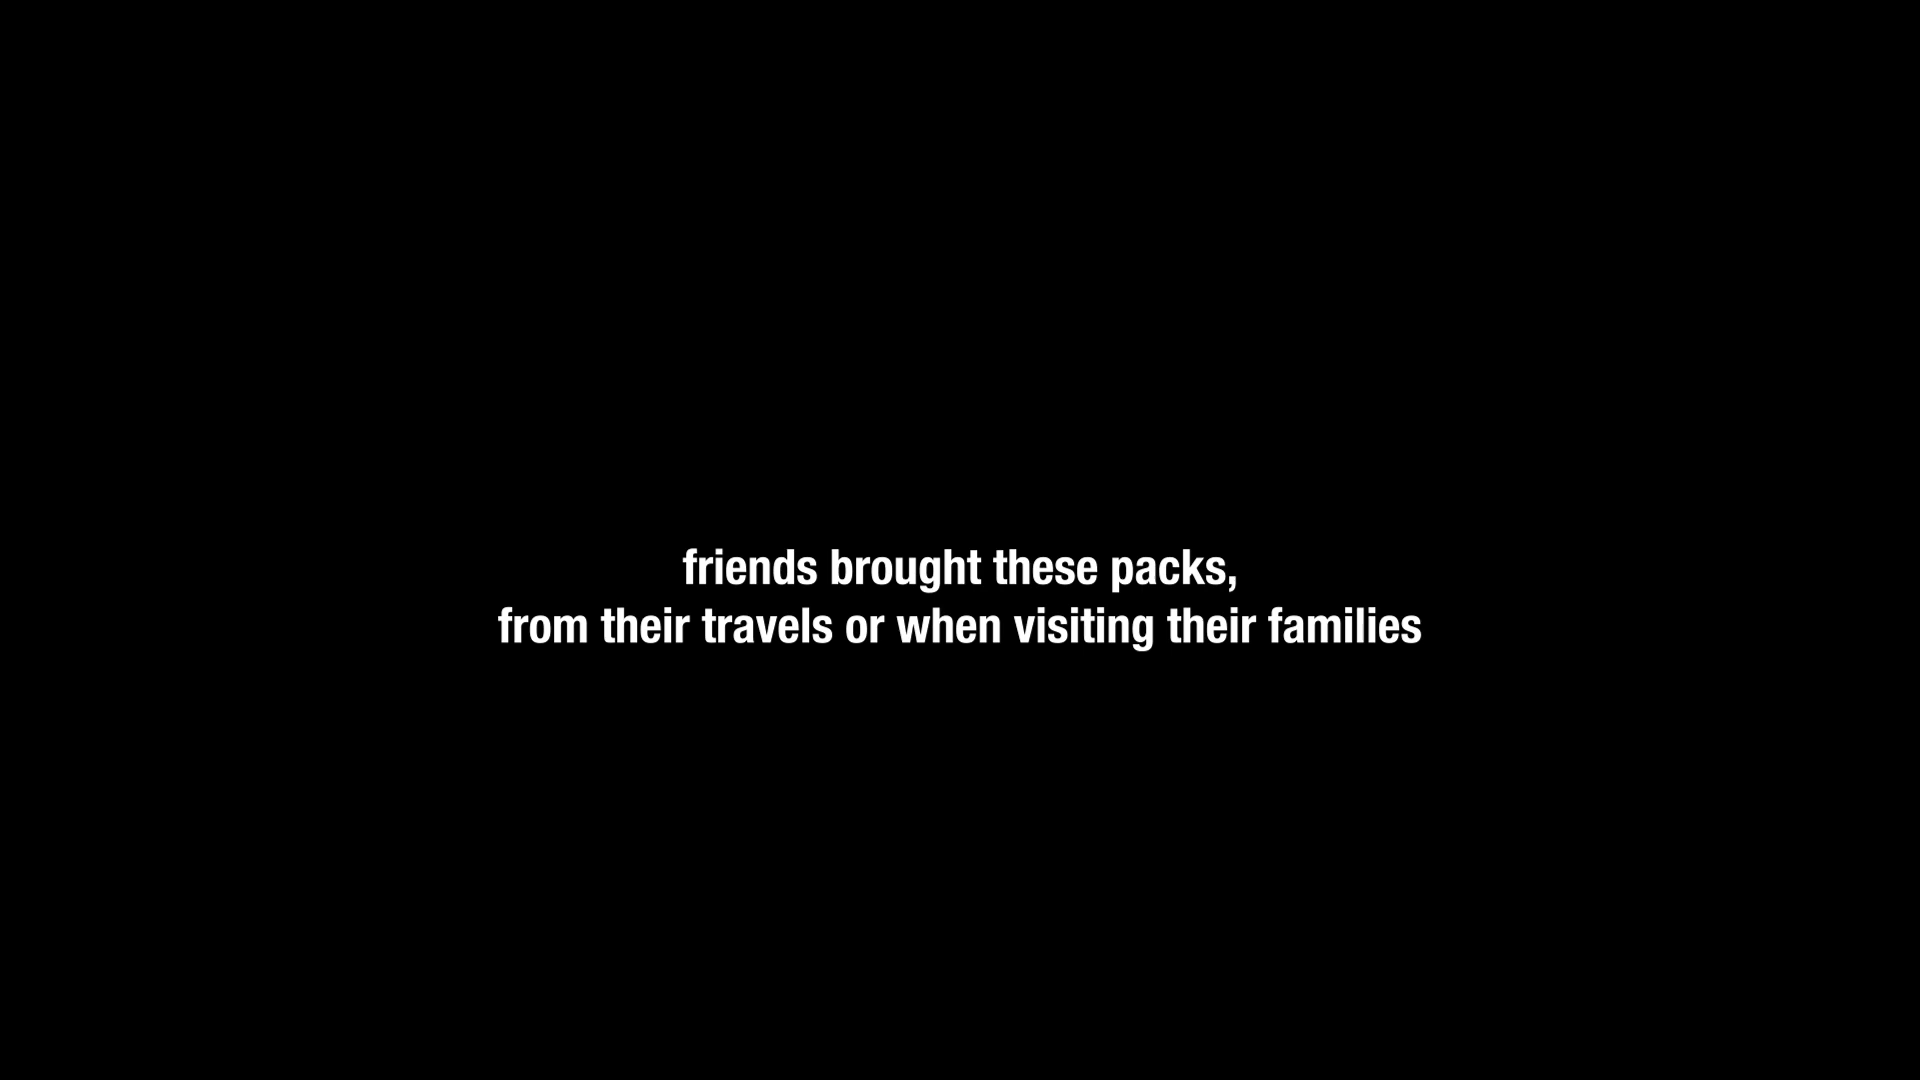 friends brought these packs,
from their travels or when visiting their families